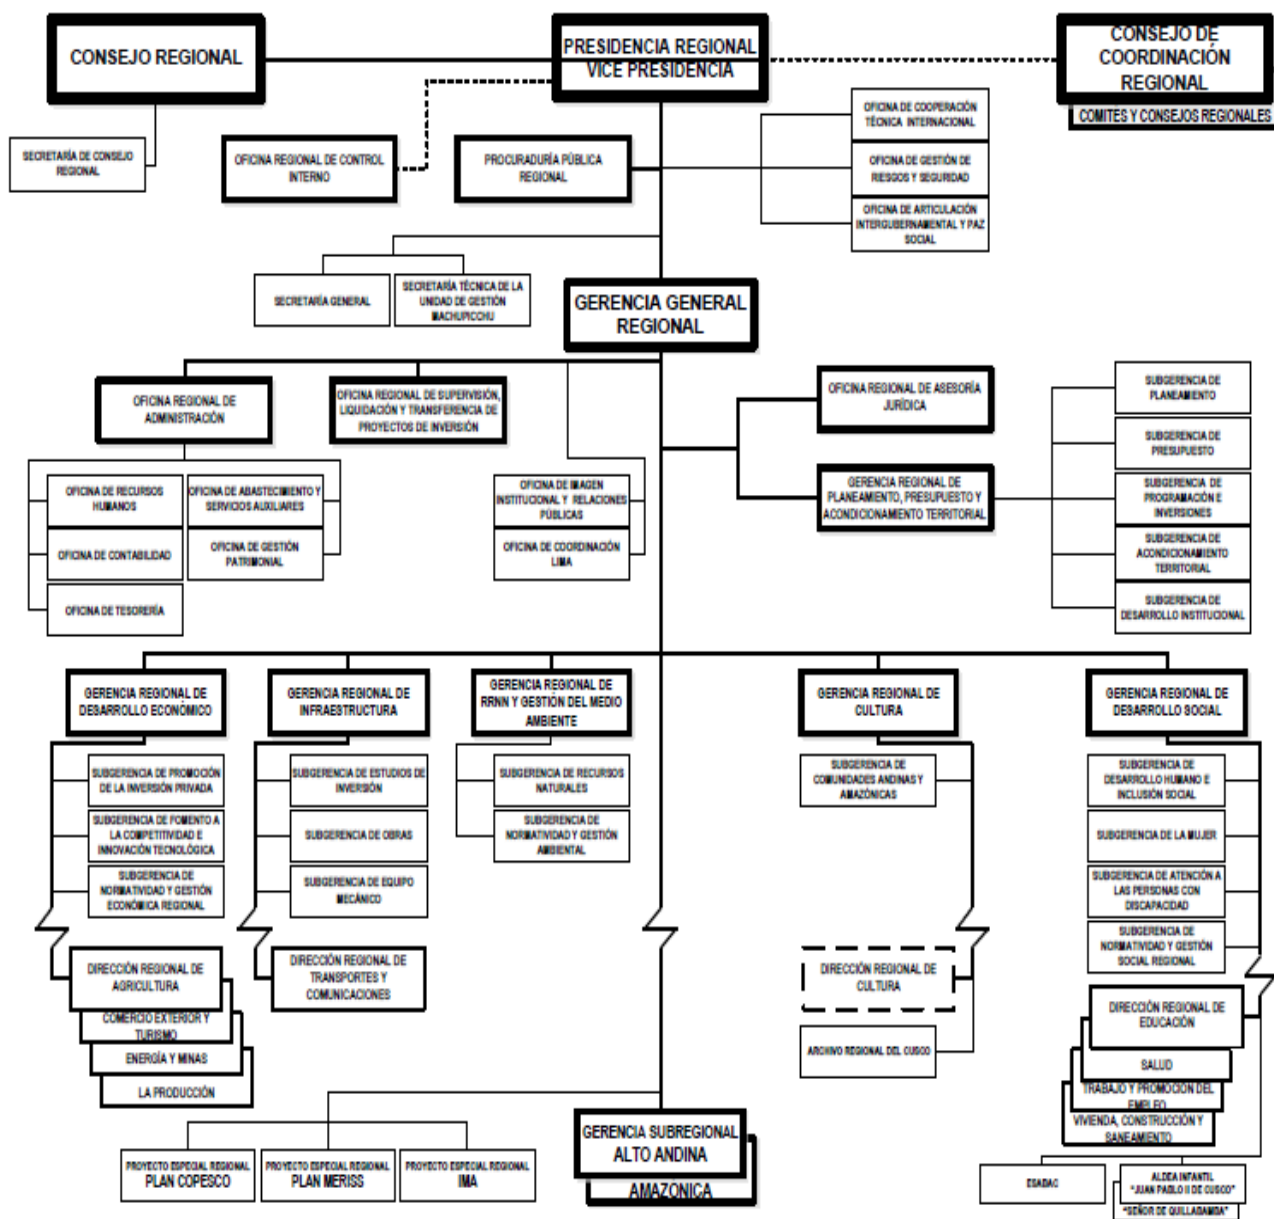 CONSEJO REGIONAL
PRESIDENCIA REGIONAL
VICE PRESIDENCIA
CONSEJO DE
COORDINACIÓN
REGIONAL
COMITES Y CONSEJOS REGIONALES
SECRETARÍA DE CONSEJO
REGIONAL
OFICINA REGIONAL DE CONTROL
INTERNO
PROCURADURÍA PÚBLICA
REGIONAL
OFICINA DE COOPERACIÓN
TÉCNICA INTERNACIONAL
OFICINA DE GESTIÓN DE
RIESGOS Y SEGURIDAD
OFICINA DE ARTICULACIÓN
INTERGUBERNAMENTAL Y PAZ
SOCIAL
SECRETARÍA GENERAL
SECRETARÍA TÉCNICA DE LA
UNIDAD DE GESTIÓN
MACHUPICCHU
GERENCIA GENERAL
REGIONAL
OFICINA REGIONAL DE
ADMINISTRACIÓN
OFICINA REGIONAL DE SUPERVISIÓN,
LIQUIDACIÓN Y TRANSFERENCIA DE
PROYECTOS DE INVERSIÓN
OFICINA REGIONAL DE ASESORÍA
JURÍDICA
GERENCIA REGIONAL DE
PLANEAMIENTO, PRESUPUESTO Y
ACONDICIONAMIENTO TERRITORIAL
SUBGERENCIA DE
PLANEAMIENTO
SUBGERENCIA DE
PRESUPUESTO
SUBGERENCIA DE
PROGRAMACIÓN E
INVERSIONES
SUBGERENCIA DE
ACONDICIONAMIENTO
TERRITORIAL
SUBGERENCIA DE
DESARROLLO INSTITUCIONAL
OFICINA DE RECURSOS
HUMANOS
OFICINA DE ABASTECIMIENTO Y
SERVICIOS AUXILIARES
OFICINA DE CONTABILIDAD
OFICINA DE GESTIÓN
PATRIMONIAL
OFICINA DE TESORERÍA
OFICINA DE IMAGEN
INSTITUCIONAL Y RELACIONES
PÚBLICAS
OFICINA DE COORDINACIÓN
LIMA
GERENCIA REGIONAL DE
DESARROLLO ECONÓMICO
GERENCIA REGIONAL DE
INFRAESTRUCTURA
GERENCIA REGIONAL DE
RRNN Y GESTIÓN DEL MEDIO
AMBIENTE
GERENCIA REGIONAL DE
CULTURA
GERENCIA REGIONAL DE
DESARROLLO SOCIAL
SUBGERENCIA DE PROMOCIÓN
DE LA INVERSIÓN PRIVADA
SUBGERENCIA DE FOMENTO A
LA COMPETITIVIDAD E
INNOVACIÓN TECNOLÓGICA
SUBGERENCIA DE
NORMATIVIDAD Y GESTIÓN
ECONÓMICA REGIONAL
SUBGERENCIA DE ESTUDIOS DE
INVERSIÓN
SUBGERENCIA DE OBRAS
SUBGERENCIA DE EQUIPO
MECÁNICO
SUBGERENCIA DE RECURSOS
NATURALES
SUBGERENCIA DE
NORMATIVIDAD Y GESTIÓN
AMBIENTAL
SUBGERENCIA DE
COMUNIDADES ANDINAS Y
AMAZÓNICAS
SUBGERENCIA DE
DESARROLLO HUMANO E
INCLUSIÓN SOCIAL
SUBGERENCIA DE LA MUJER
SUBGERENCIA DE ATENCIÓN A
LAS PERSONAS CON
DISCAPACIDAD
SUBGERENCIA DE
NORMATIVIDAD Y GESTIÓN
SOCIAL REGIONAL
DIRECCIÓN REGIONAL DE
AGRICULTURA
COMERCIO EXTERIOR Y
TURISMO
ENERGÍA Y MINAS
LA PRODUCCIÓN
DIRECCIÓN REGIONAL DE
TRANSPORTES Y
COMUNICACIONES
DIRECCIÓN REGIONAL DE
CULTURA
ARCHIVO REGIONAL DEL CUSCO
DIRECCIÓN REGIONAL DE
EDUCACIÓN
SALUD
TRABAJO Y PROMOCION DEL
EMPLEO
VIVIENDA, CONSTRUCCIÓN Y
SANEAMIENTO
PROYECTO ESPECIAL REGIONAL
PLAN COPESCO
PROYECTO ESPECIAL REGIONAL
PLAN MERISS
PROYECTO ESPECIAL REGIONAL
IMA
GERENCIA SUBREGIONAL
ALTO ANDINA
AMAZÓNICA
ESABAC
ALDEA INFANTIL
"JUAN PABLO II DE CUSCO"
"SEÑOR DE QUILLABAMBA"